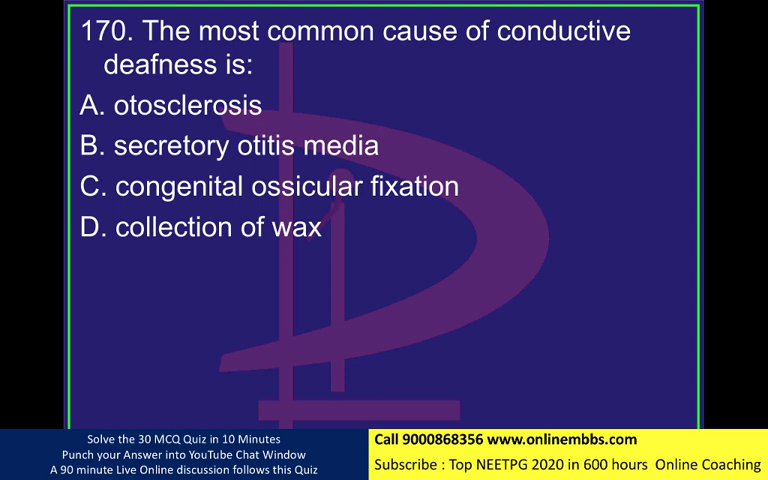 170. The most common cause of conductive
deafness is:
A. otosclerosis
B. secretory otitis media
C. congenital ossicular fixation
D. collection of wax
Solve the 30 MCQ Quiz in 10 Minutes
Punch your Answer into YouTube Chat Window
A 90 minute Live Online discussion follows this Quiz
Call 9000868356 www.onlinembbs.com
Subscribe : Top NEETPG 2020 in 600 hours Online Coaching